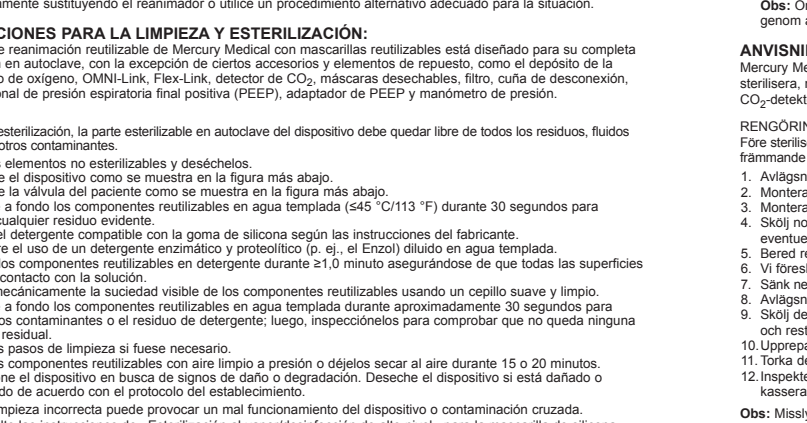 mente sustituyendo el reanimador o utilice un procedimiento alternativo adecuado para la situación.
CIONES PARA LA LIMPIEZA Y ESTERILIZACIÓN:
e reanimación reutilizable de Mercury Medical con mascarillas reutilizables está diseñado para su completa
en autoclave, con la excepción de ciertos accesorios y elementos de repuesto, como el depósito de la
o de oxígeno, OMNI-Link, Flex-Link, detector de CO2, máscaras desechables, filtro, cuña de desconexión,
nal de presión espiratoria final positiva (PEEP), adaptador de PEEP y manómetro de presión.
esterilización, la parte esterilizable en autoclave del dispositivo debe quedar libre de todos los residuos, fluidos
otros contaminantes.
elementos no esterilizables y deséchelos.
e el dispositivo como se muestra en la figura más abajo.
e la válvula del paciente como se muestra en la figura más abajo.
a fondo los componentes reutilizables en agua templada (≤45 °C/113 °F) durante 30 segundos para
cualquier residuo evidente.
el detergente compatible con la goma de silicona según las instrucciones del fabricante.
re el uso de un detergente enzimático y proteolítico (p. ej., el Enzol) diluido en agua templada.
los componentes reutilizables en detergente durante ≥1,0 minuto asegurándose de que todas las superficies
contacto con la solución.
mecánicamente la suciedad visible de los componentes reutilizables usando un cepillo suave y limpio.
a fondo los componentes reutilizables en agua templada durante aproximadamente 30 segundos para
os contaminantes o el residuo de detergente; luego, inspecciónelos para comprobar que no queda ninguna
residual.
s pasos de limpieza si fuese necesario.
s componentes reutilizables con aire limpio a presión o déjelos secar al aire durante 15 o 20 minutos.
ne el dispositivo en busca de signos de daño o degradación. Deseche el dispositivo si está dañado o
do de acuerdo con el protocolo del establecimiento.
mpieza incorrecta puede provocar un mal funcionamiento del dispositivo o contaminación cruzada.
Obs: Om
genom a
ANVISNIN
Mercury Me
sterilisera, m
CO2-detekt
RENGÖRIN
Före sterilise
främmande
1. Avlägsn
2. Montera
3. Montera
4. Skölj no
eventue
5. Bered re
6. Vi föresl
7. Sänk ne
8. Avlägsn
9. Skölj de
och rest
10. Upprepa
11. Torka de
12. Inspekte
kassera
Obs: Missly